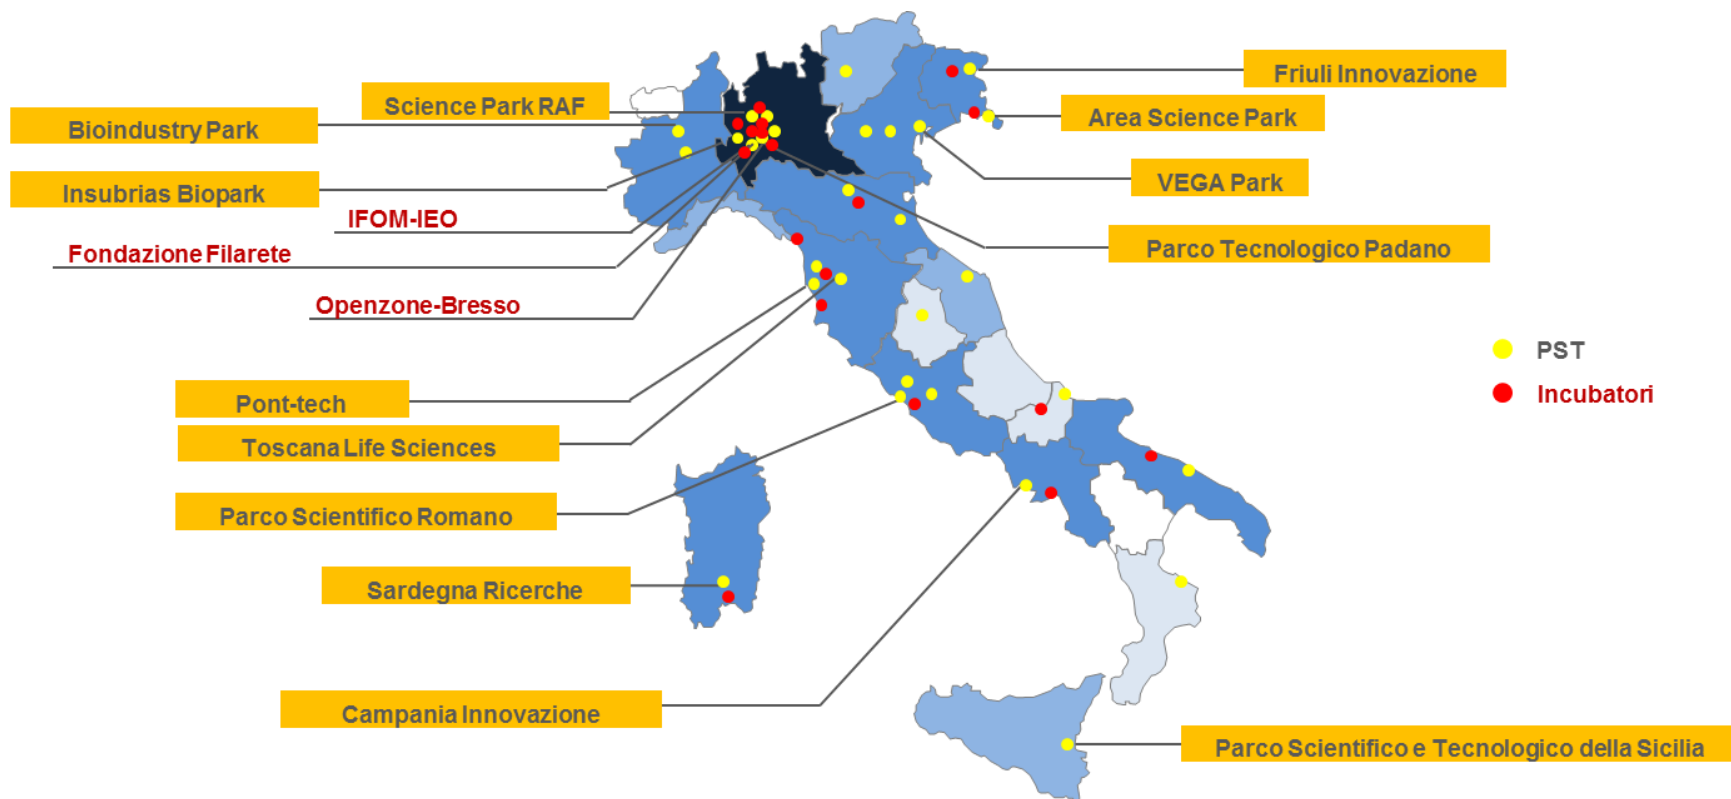 Friuli Innovazione
Science Park RAF
Bioindustry Park
Area Science Park
Insubrias Biopark
VEGA Park
IFOM-IEO
Fondazione Filarete
Parco Tecnologico Padano
Openzone-Bresso
PST
Incubatori
Pont-tech
Toscana Life Sciences
Parco Scientifico Romano
Sardegna Ricerche
Campania Innovazione
Parco Scientifico e Tecnologico della Sicilia